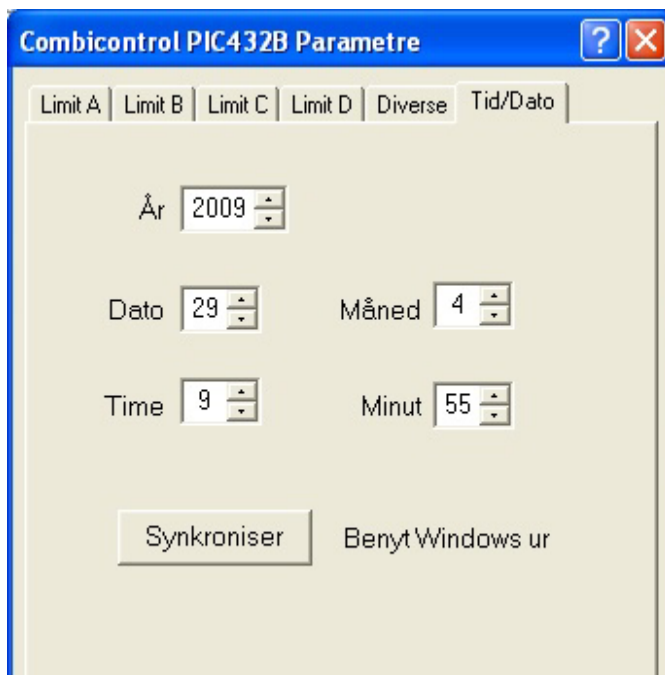 Combicontrol PIC432B Parametre
Limit A Limit B Limit C Limit D Diverse Tid/Dato
År 2009
Dato 29 Måned 4
Time 9 Minut 55
Synkroniser Benyt Windows ur